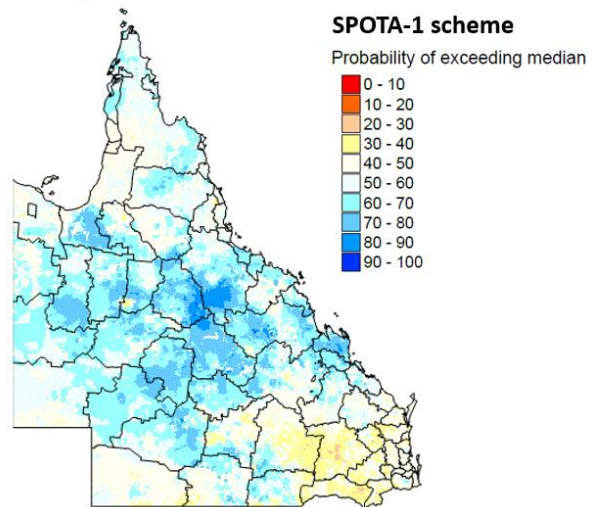 SPOTA-1 scheme
Probability of exceeding median
0 - 10
10 - 20
20 - 30
30 - 40
40 - 50
50 - 60
60 - 70
70 - 80
80 - 90
90 - 100